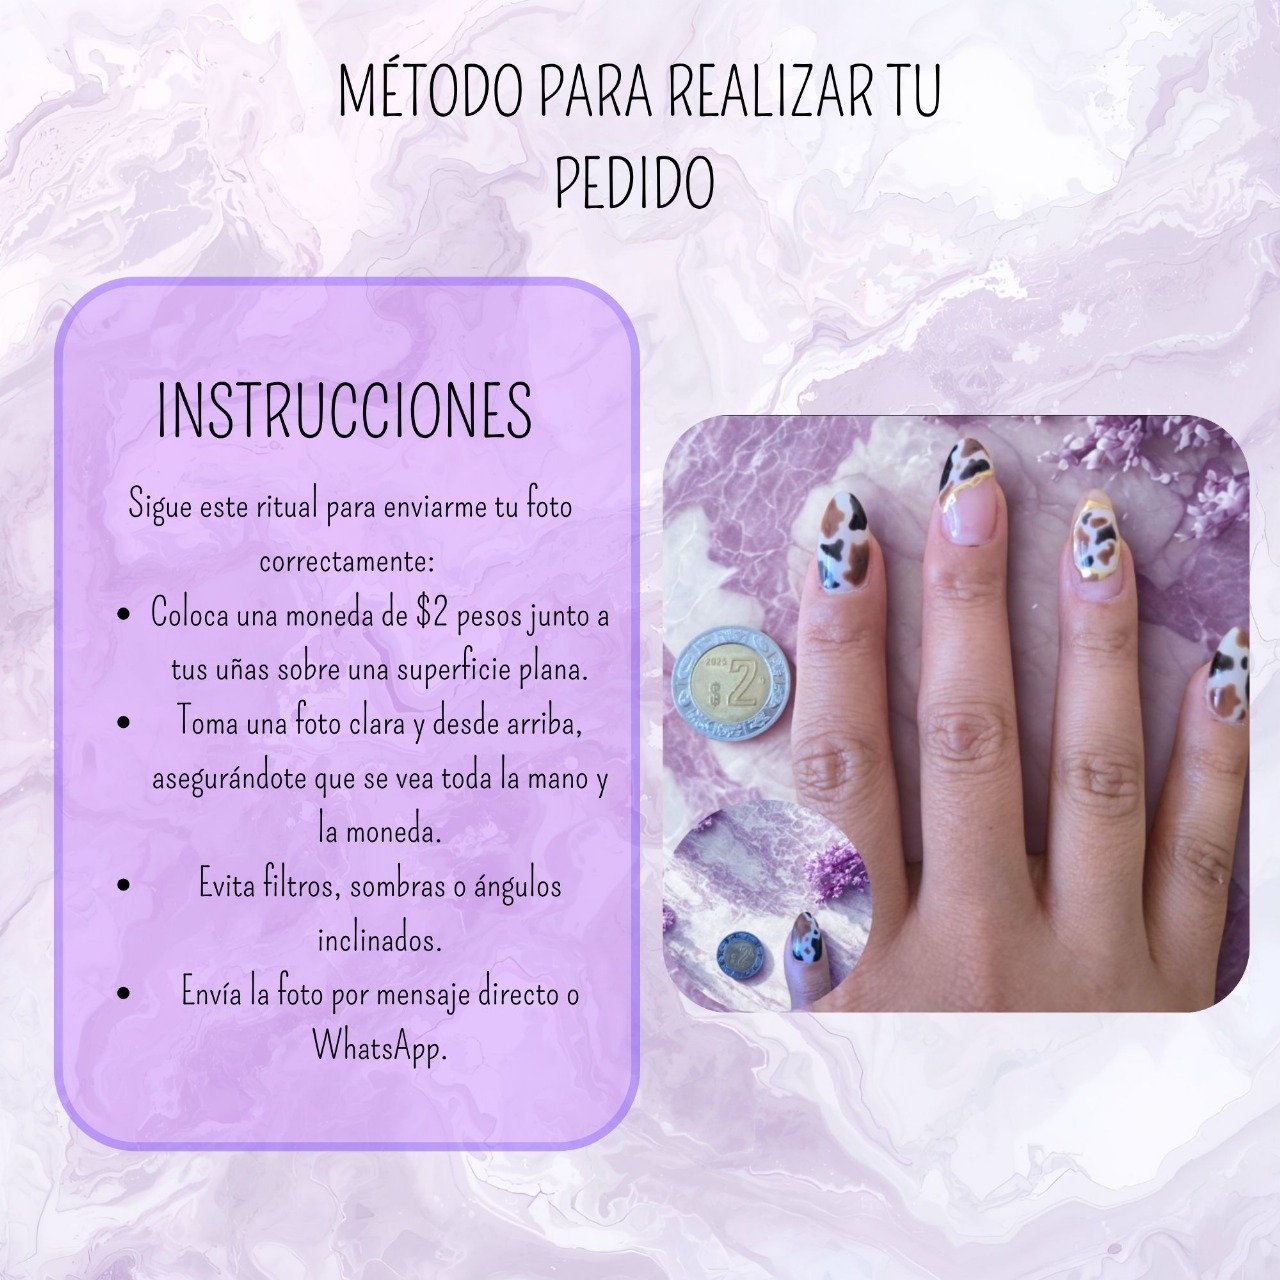 MÉTODO PARA REALIZAR TU
PEDIDO
INSTRUCCIONES
Sigue este ritual para enviarme tu foto
correctamente:
• Coloca una moneda de $2 pesos junto a
tus uñas sobre una superficie plana.
• Toma una foto clara y desde arriba,
asegurándote que se vea toda la mano y
la moneda.
• Evita filtros, sombras o ángulos
inclinados.
• Envía la foto por mensaje directo o
WhatsApp.
2025
2
2